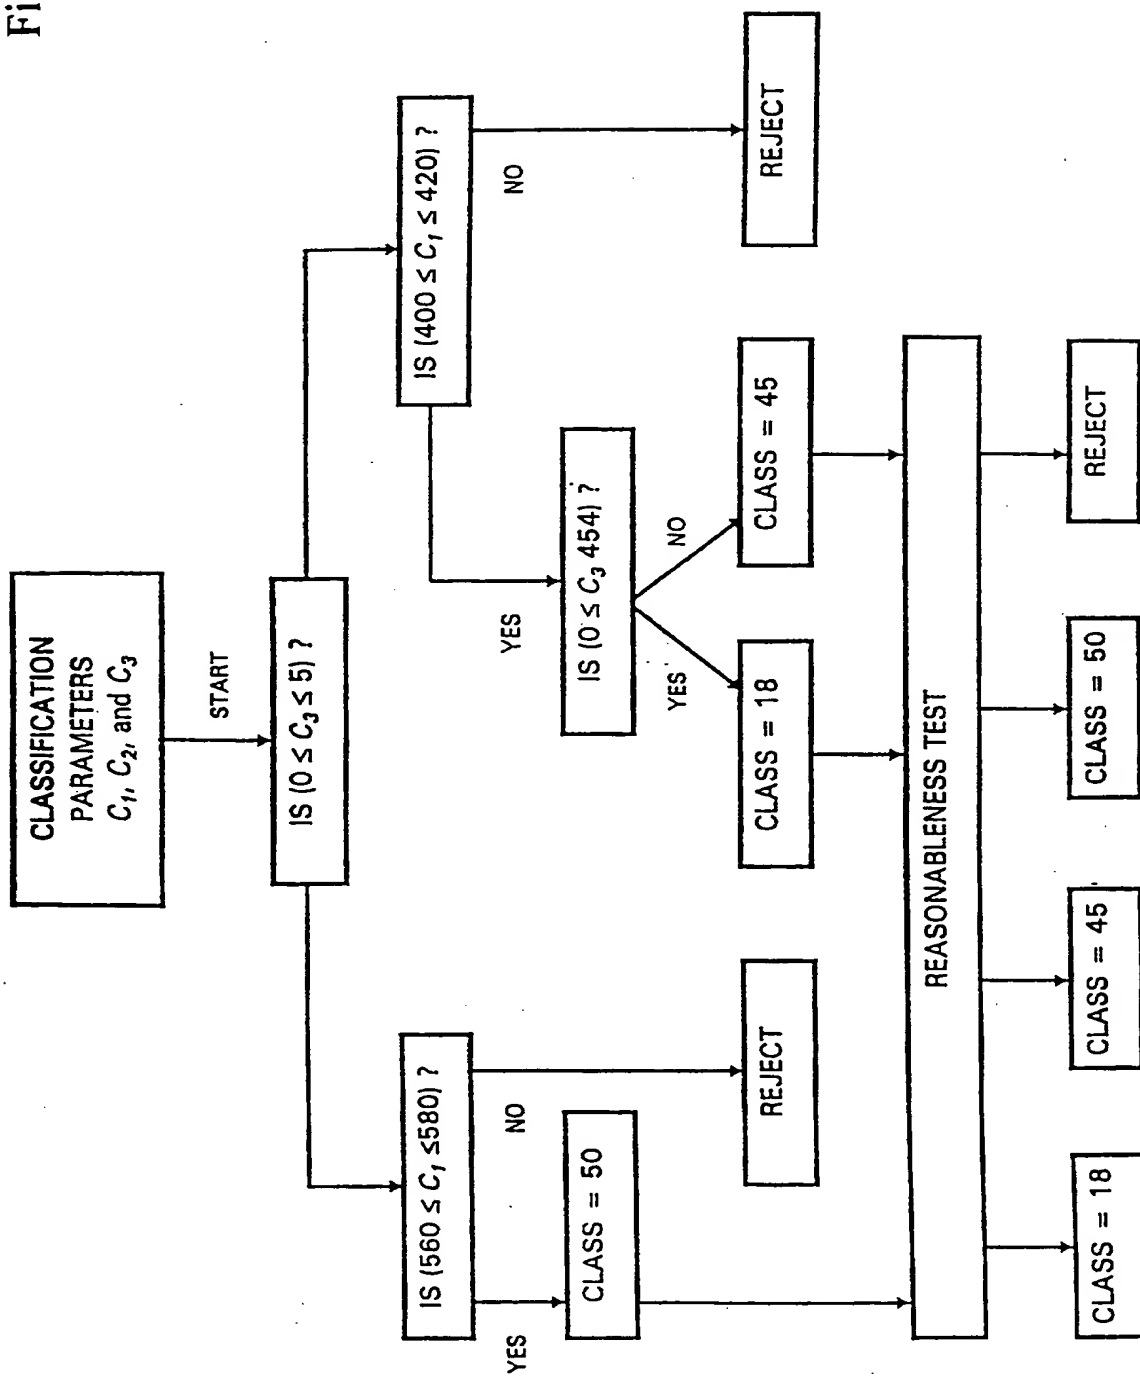 Fi
CLASSIFICATION
PARAMETERS
C1, C2, and C3
START
IS (0 ≤ C3 ≤ 5) ?
IS (560 ≤ C1 ≤580) ?
IS (400 ≤ C1 ≤ 420) ?
YES
NO
YES
NO
CLASS = 50
IS (0 ≤ C3 454) ?
YES
NO
REJECT
CLASS = 18
CLASS = 45
REJECT
REASONABLENESS TEST
CLASS = 18
CLASS = 45
CLASS = 50
REJECT